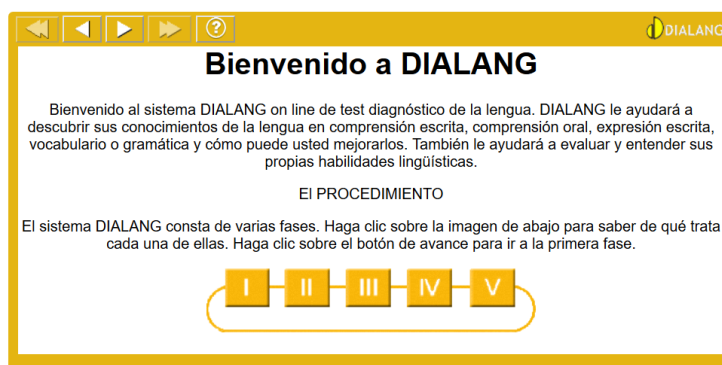 ?
DIALANG
Bienvenido a DIALANG
Bienvenido al sistema DIALANG on line de test diagnóstico de la lengua. DIALANG le ayudará a
descubrir sus conocimientos de la lengua en comprensión escrita, comprensión oral, expresión escrita,
vocabulario o gramática y cómo puede usted mejorarlos. También le ayudará a evaluar y entender sus
propias habilidades lingüísticas.
El PROCEDIMIENTO
El sistema DIALANG consta de varias fases. Haga clic sobre la imagen de abajo para saber de qué trata
cada una de ellas. Haga clic sobre el botón de avance para ir a la primera fase.
I II III IV V